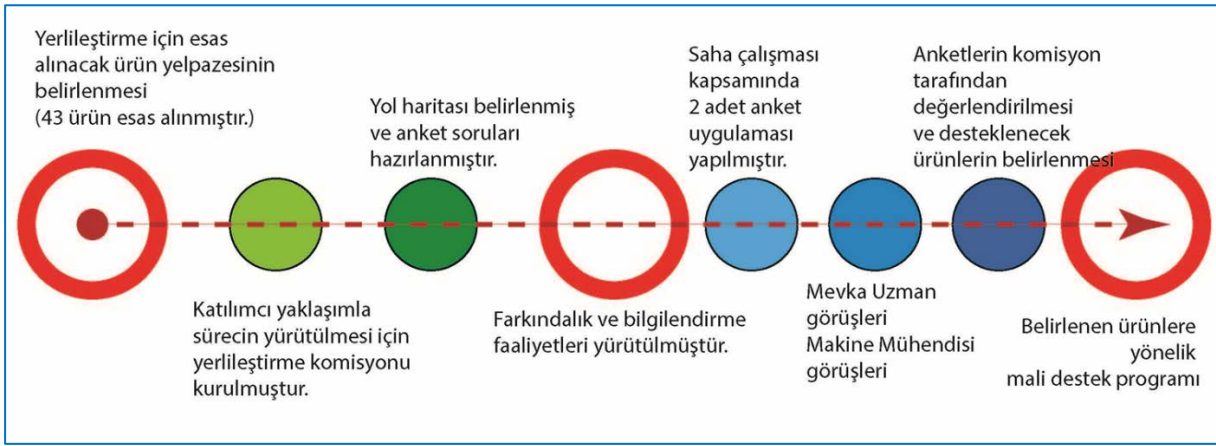 Yerlileştirme için esas
alınacak ürün yelpazesinin
belirlenmesi
(43 ürün esas alınmıştır.)
Katılımcı yaklaşımla
sürecin yürütülmesi için
yerlileştirme komisyonu
kurulmuştur.
Yol haritası belirlenmiş
ve anket soruları
hazırlanmıştır.
Farkındalık ve bilgilendirme
faaliyetleri yürütülmüştür.
Saha çalışması
kapsamında
2 adet anket
uygulaması
yapılmıştır.
Mevka Uzman
görüşleri
Makine Mühendisi
görüşleri
Anketlerin komisyon
tarafından
değerlendirilmesi
ve desteklenecek
ürünlerin belirlenmesi
Belirlenen ürünlere
yönelik
mali destek programı